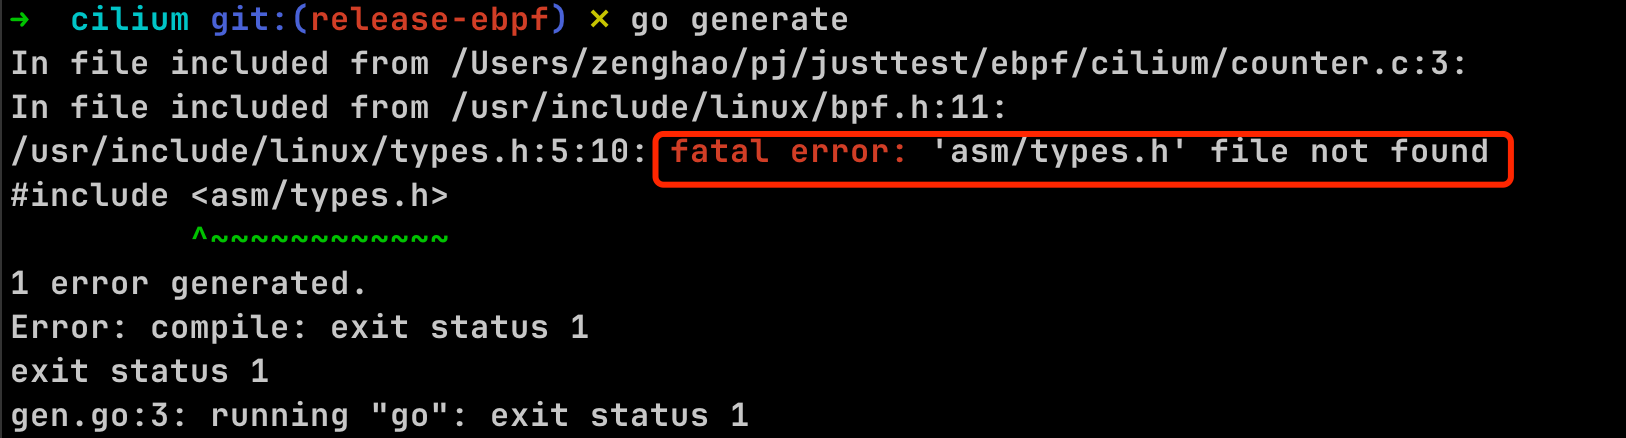 ➜  cilium git:(release-ebpf) ✗ go generate
In file included from /Users/zenghao/pj/justtest/ebpf/cilium/counter.c:3:
In file included from /usr/include/linux/bpf.h:11:
/usr/include/linux/types.h:5:10: fatal error: 'asm/types.h' file not found
#include <asm/types.h>
         ^~~~~~~~~~~~~
1 error generated.
Error: compile: exit status 1
exit status 1
gen.go:3: running "go": exit status 1